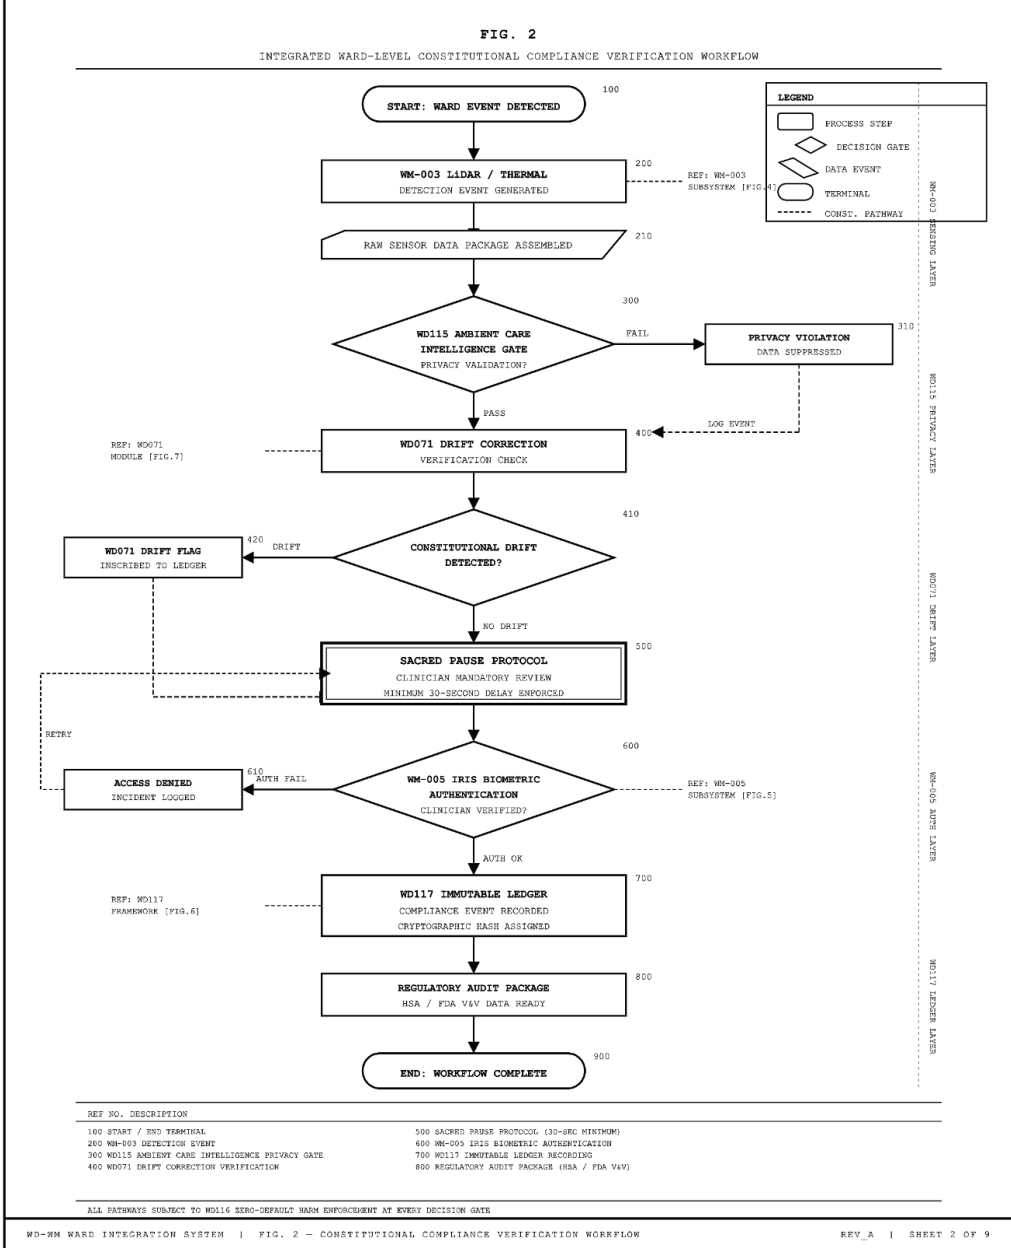 FIG. 2
INTEGRATED WARD-LEVEL CONSTITUTIONAL COMPLIANCE VERIFICATION WORKFLOW
START: WARD EVENT DETECTED
100
LEGEND
PROCESS STEP
DECISION GATE
DATA EVENT
TERMINAL
CONST. PATHWAY
WM-003 LiDAR / THERMAL
DETECTION EVENT GENERATED
200
REF: WM-003
SUBSYSTEM [FIG.4]
WM-003 SENSING LAYER
RAW SENSOR DATA PACKAGE ASSEMBLED
210
300
WD115 AMBIENT CARE
INTELLIGENCE GATE
PRIVACY VALIDATION?
FAIL
PRIVACY VIOLATION
DATA SUPPRESSED
310
WD115 PRIVACY LAYER
PASS
LOG EVENT
REF: WD071
MODULE [FIG.7]
WD071 DRIFT CORRECTION
VERIFICATION CHECK
400
410
CONSTITUTIONAL DRIFT
DETECTED?
DRIFT
420
WD071 DRIFT FLAG
INSCRIBED TO LEDGER
WD071 DRIFT LAYER
NO DRIFT
SACRED PAUSE PROTOCOL
CLINICIAN MANDATORY REVIEW
MINIMUM 30-SECOND DELAY ENFORCED
500
RETRY
600
WM-005 IRIS BIOMETRIC
AUTHENTICATION
CLINICIAN VERIFIED?
AUTH FAIL
610
ACCESS DENIED
INCIDENT LOGGED
REF: WM-005
SUBSYSTEM [FIG.5]
WM-005 AUTH LAYER
AUTH OK
REF: WD117
FRAMEWORK [FIG.6]
WD117 IMMUTABLE LEDGER
COMPLIANCE EVENT RECORDED
CRYPTOGRAPHIC HASH ASSIGNED
700
REGULATORY AUDIT PACKAGE
HSA / FDA V&V DATA READY
800
WD117 LEDGER LAYER
END: WORKFLOW COMPLETE
900
REF NO. DESCRIPTION
100 START / END TERMINAL
200 WM-003 DETECTION EVENT
300 WD115 AMBIENT CARE INTELLIGENCE PRIVACY GATE
400 WD071 DRIFT CORRECTION VERIFICATION
500 SACRED PAUSE PROTOCOL (30-SEC MINIMUM)
600 WM-005 IRIS BIOMETRIC AUTHENTICATION
700 WD117 IMMUTABLE LEDGER RECORDING
800 REGULATORY AUDIT PACKAGE (HSA / FDA V&V)
ALL PATHWAYS SUBJECT TO WD116 ZERO-DEFAULT HARM ENFORCEMENT AT EVERY DECISION GATE
WD-WM WARD INTEGRATION SYSTEM | FIG. 2 — CONSTITUTIONAL COMPLIANCE VERIFICATION WORKFLOW
REV_A | SHEET 2 OF 9